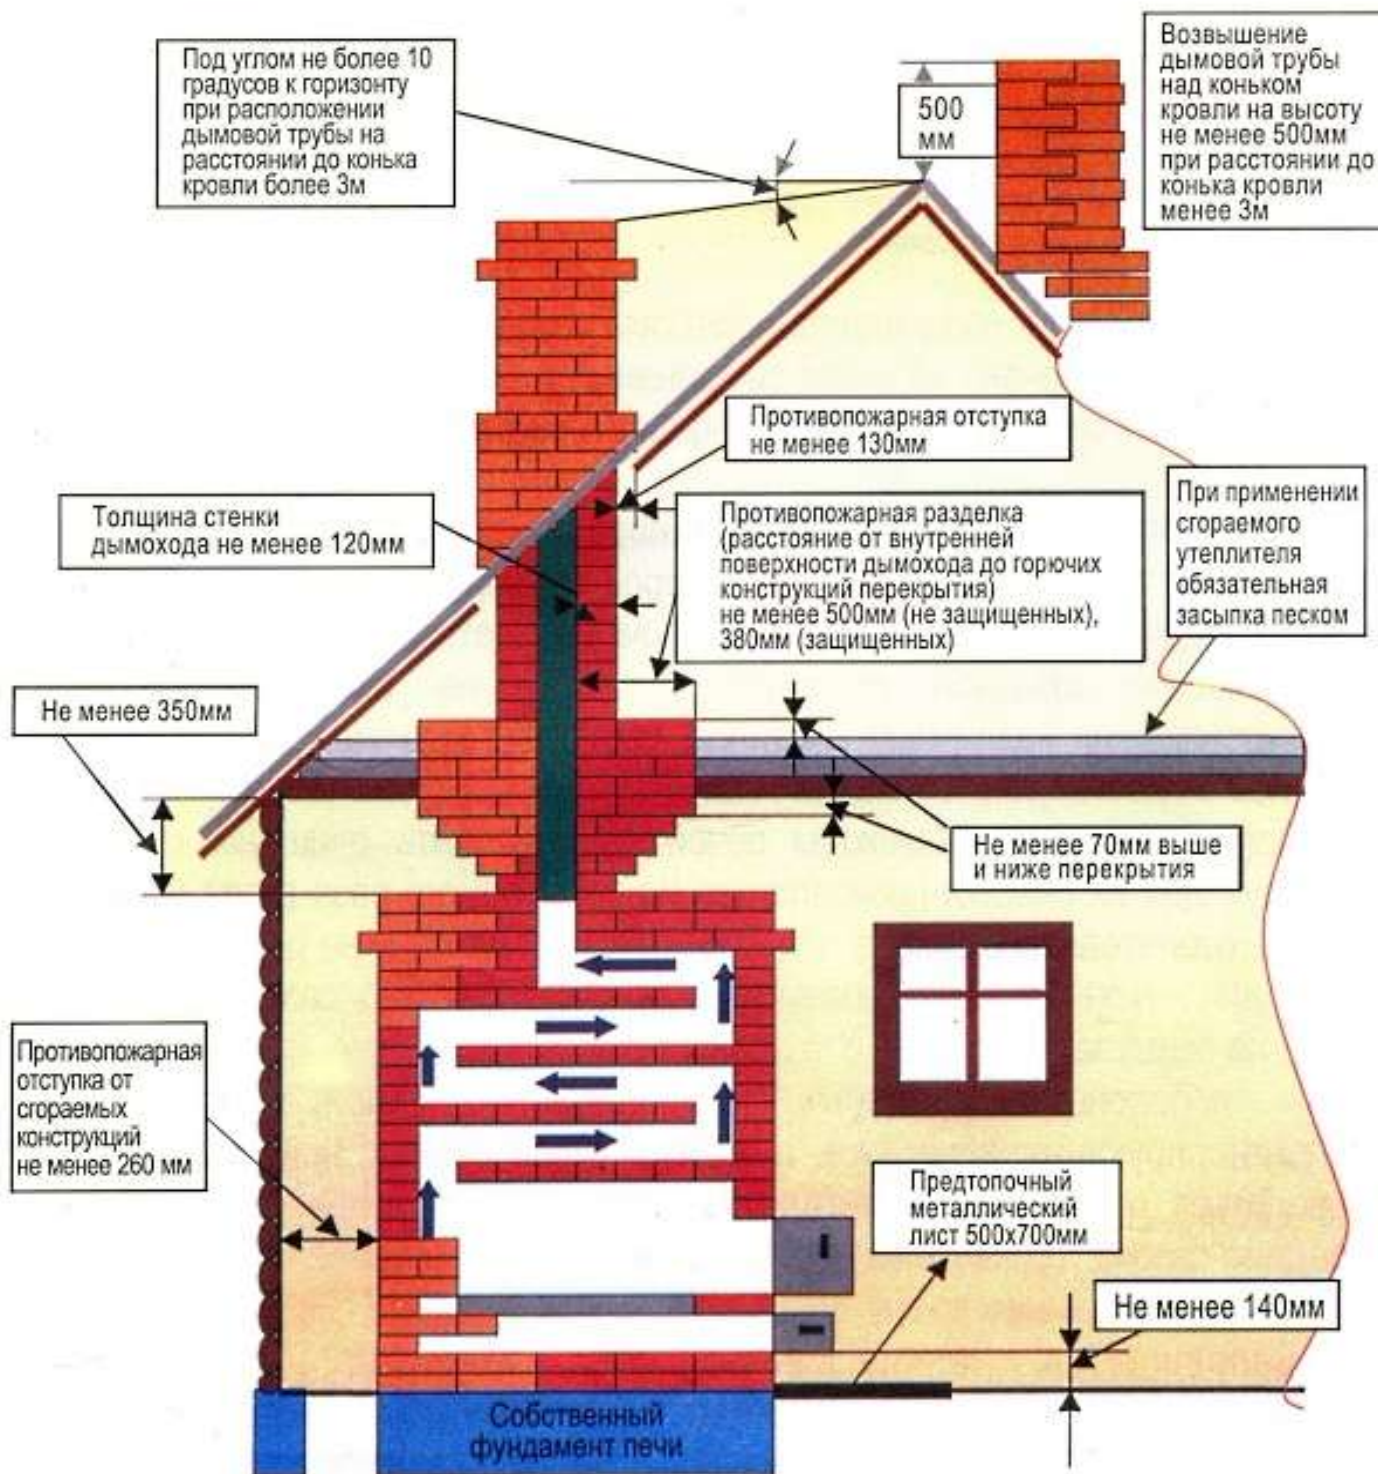 Под углом не более 10
градусов к горизонту
при расположении
дымовой трубы на
расстоянии до конька
кровли более 3м
500
мм
Возвышение
дымовой трубы
над коньком
кровли на высоту
не менее 500мм
при расстоянии до
конька кровли
менее 3м
Противопожарная отступка
не менее 130мм
Толщина стенки
дымохода не менее 120мм
Противопожарная разделка
(расстояние от внутренней
поверхности дымохода до горючих
конструкций перекрытия)
не менее 500мм (не защищенных),
380мм (защищенных)
При применении
сгораемого
утеплителя
обязательная
засыпка песком
Не менее 350мм
Не менее 70мм выше
и ниже перекрытия
Противопожарная
отступка от
сгораемых
конструкций
не менее 260 мм
Предтопочный
металлический
лист 500х700мм
Не менее 140мм
Собственный
фундамент печи